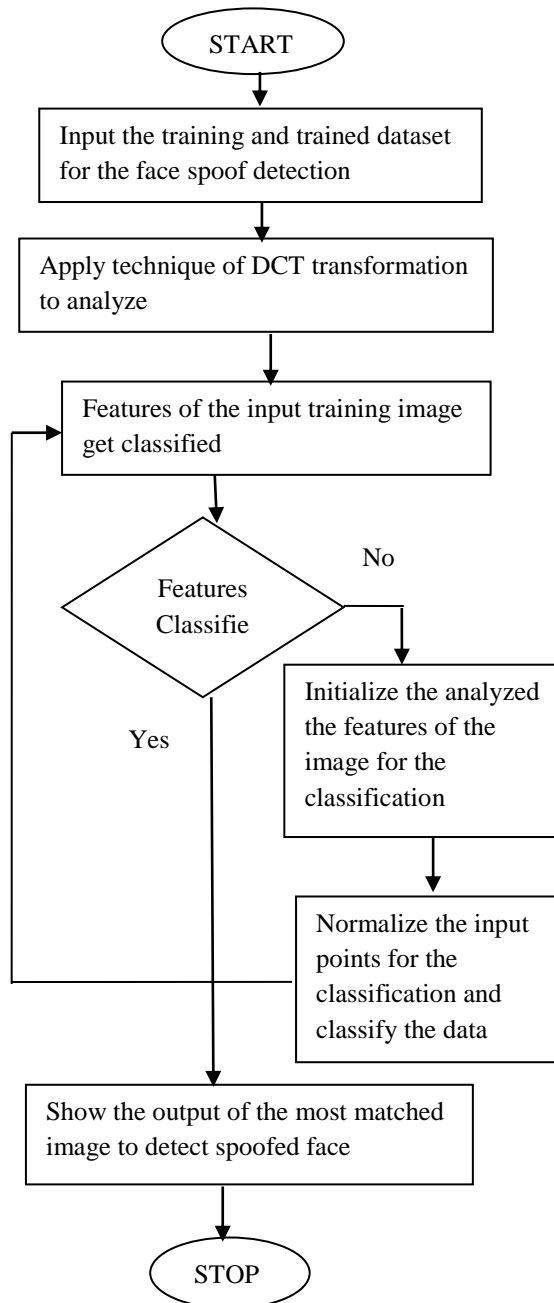 START
Input the training and trained dataset
for the face spoof detection
Apply technique of DCT transformation
to analyze
Features of the input training image
get classified
No
Features
Classifie
Initialize the analyzed
the features of the
image for the
classification
Yes
Normalize the input
points for the
classification and
classify the data
Show the output of the most matched
image to detect spoofed face
STOP